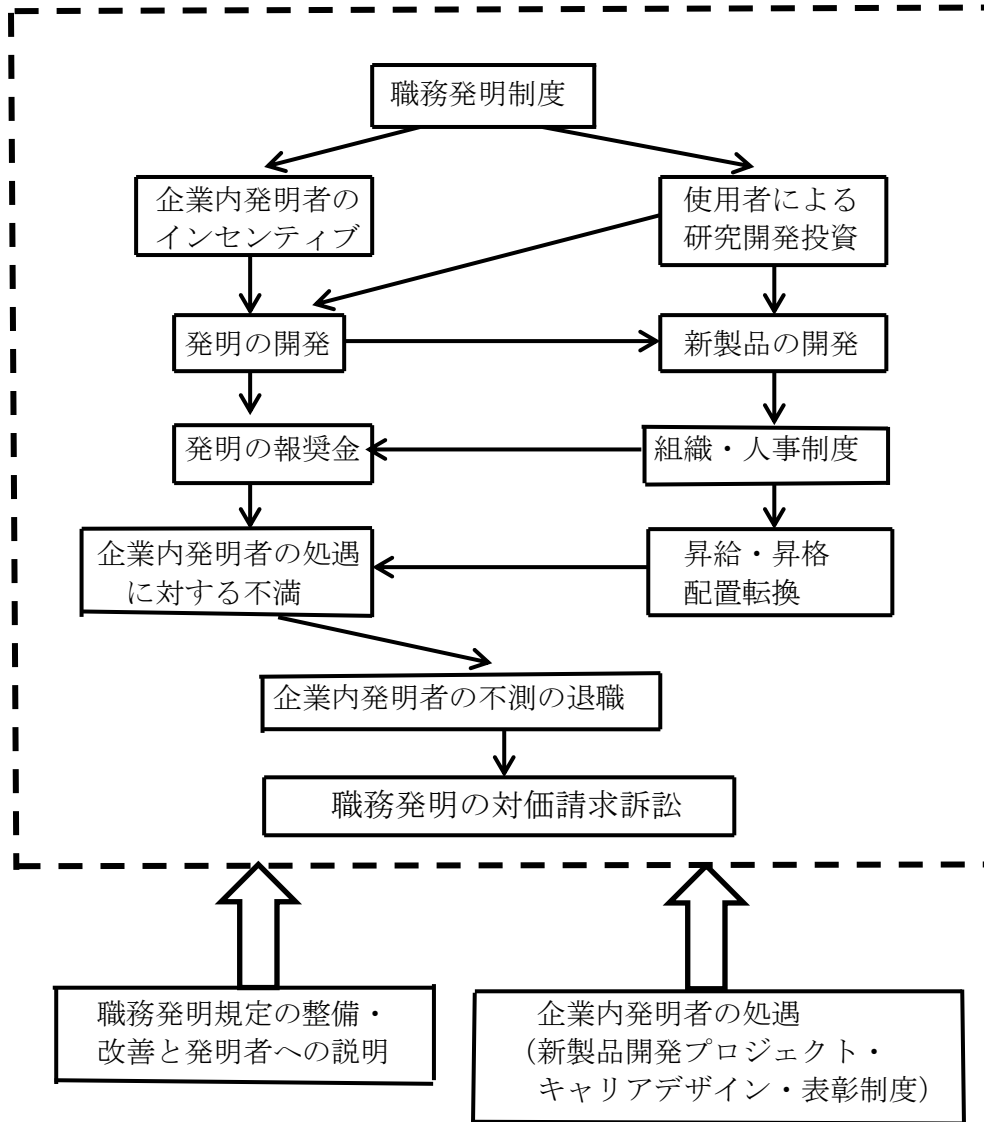 職務発明制度
企業内発明者の
インセンティブ
使用者による
研究開発投資
発明の開発
新製品の開発
発明の報奨金
組織・人事制度
企業内発明者の処遇
に対する不満
昇給・昇格
配置転換
企業内発明者の不測の退職
職務発明の対価請求訴訟
職務発明規定の整備・
改善と発明者への説明
企業内発明者の処遇
（新製品開発プロジェクト・
キャリアデザイン・表彰制度）